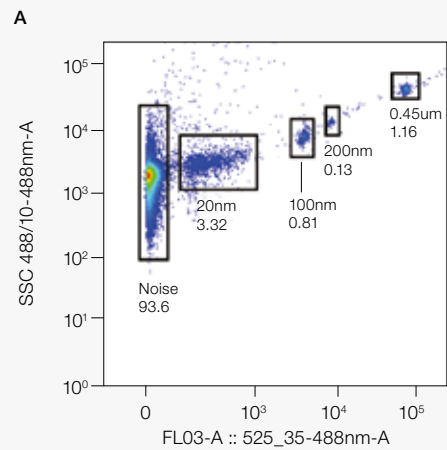 A
SSC 488/10-488nm-A
10⁵
10⁴
10³
10²
10¹
10⁰
0.45um
1.16
200nm
0.13
100nm
0.81
20nm
3.32
Noise
93.6
0
10³
10⁴
10⁵
FL03-A :: 525_35-488nm-A